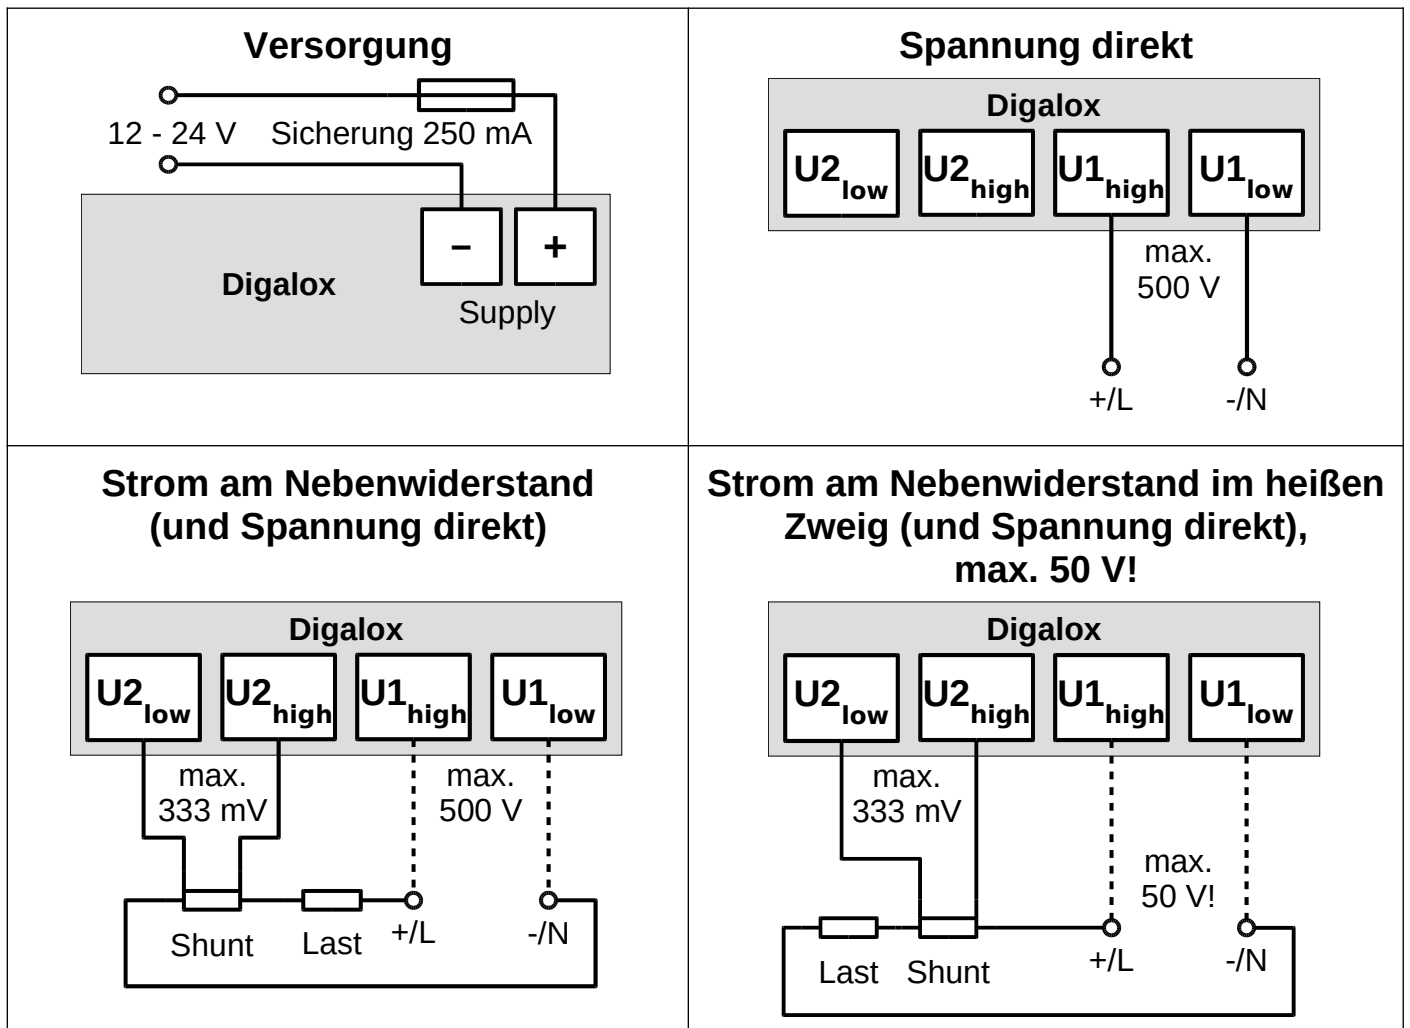 Versorgung
12 - 24 V Sicherung 250 mA
– +
Digalox
Supply
Spannung direkt
Digalox
U2low U2high U1high U1low
max.
500 V
+/L -/N
Strom am Nebenwiderstand
(und Spannung direkt)
Digalox
U2low U2high U1high U1low
max. max.
333 mV 500 V
Shunt Last +/L -/N
Strom am Nebenwiderstand im heißen
Zweig (und Spannung direkt),
max. 50 V!
Digalox
U2low U2high U1high U1low
max.
333 mV
max.
50 V!
Last Shunt +/L -/N